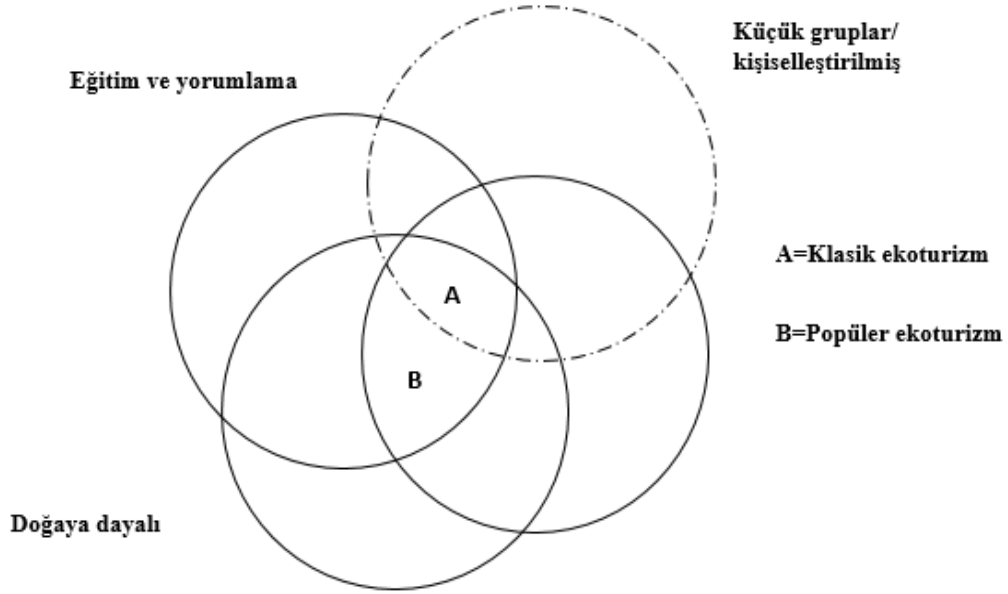 Küçük gruplar/
kişiselleştirilmiş
Eğitim ve yorumlama
A=Klasik ekoturizm
A
B=Popüler ekoturizm
B
Doğaya dayalı